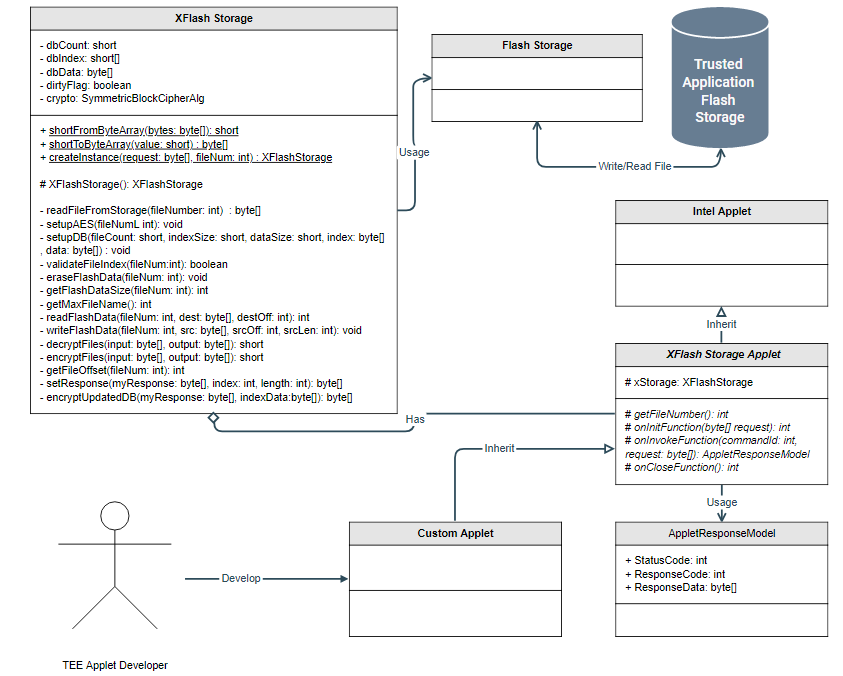 XFlash Storage
- dbCount: short
- dbIndex: short[]
- dbData: byte[]
- dirtyFlag: boolean
- crypto: SymmetricBlockCipherAlg
+ shortFromByteArray(bytes: byte[]): short
+ shortToByteArray(value: short) : byte[]
+ createInstance(request: byte[], fileNum: int) : XFlashStorage
# XFlashStorage(): XFlashStorage
- readFileFromStorage(fileNumber: int)  : byte[]
- setupAES(fileNumL int): void
- setupDB(fileCount: short, indexSize: short, dataSize: short, index: byte[]
, data: byte[]) : void
- validateFileIndex(fileNum:int): boolean
- eraseFlashData(fileNum: int): void
- getFlashDataSize(fileNum: int): int
- getMaxFileName(): int
- readFlashData(fileNum: int, dest: byte[], destOff: int): int
- writeFlashData(fileNum: int, src: byte[], srcOff: int, srcLen: int): void
- decryptFiles(input: byte[], output: byte[]): short
- encryptFiles(input: byte[], output: byte[]): short
- getFileOffset(fileNum: int): int
- setResponse(myResponse: byte[], index: int, length: int): byte[]
- encryptUpdatedDB(myResponse: byte[], indexData:byte[]): byte[]
Usage
Flash Storage
Trusted
Application
Flash
Storage
Write/Read File
Intel Applet
Inherit
XFlash Storage Applet
# xStorage: XFlashStorage
# getFileNumber(): int
# onInitFunction(byte[] request): int
# onInvokeFunction(commandId: int,
request: byte[]): AppletResponseModel
# onCloseFunction(): int
Has
Inherit
Usage
Custom Applet
AppletResponseModel
+ StatusCode: int
+ ResponseCode: int
+ ResponseData: byte[]
Develop
TEE Applet Developer